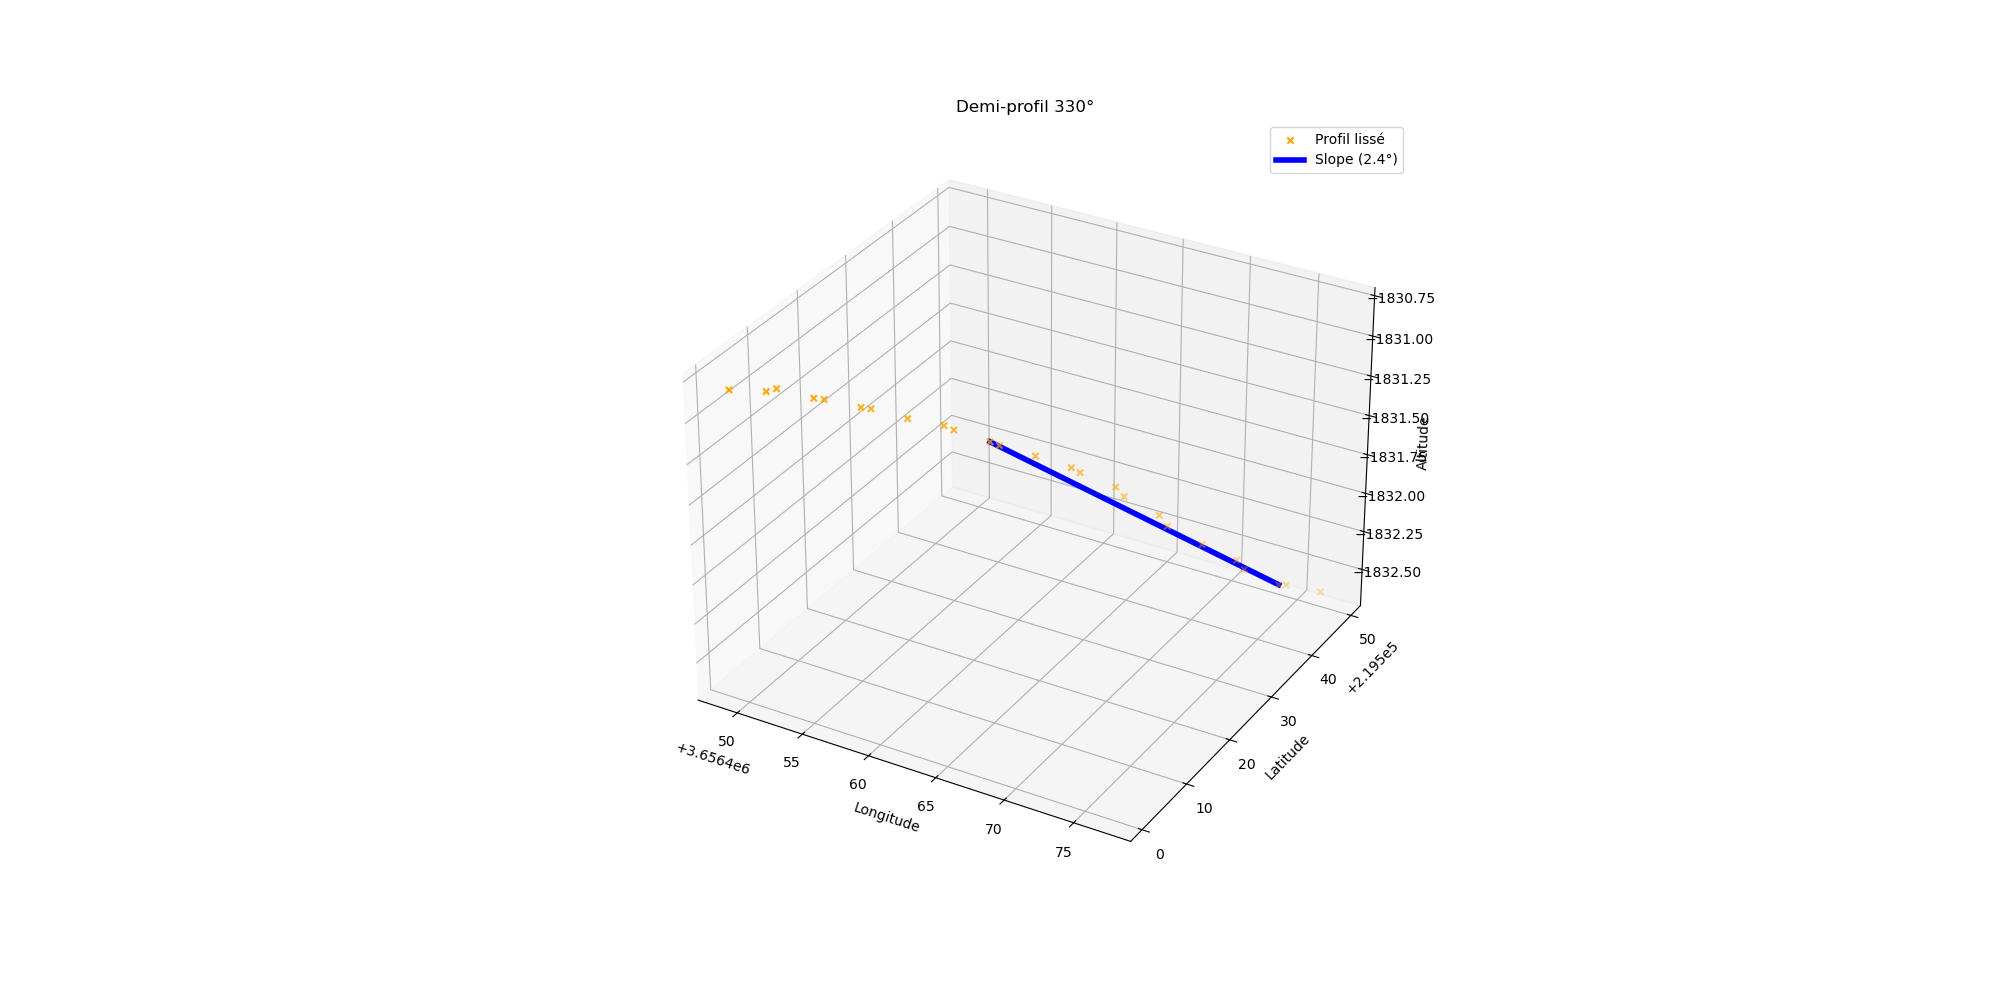 Demi-profil 330°
Profil lissé
Slope (2.4°)
−1830.75
−1831.00
−1831.25
−1831.50
−1831.75
−1832.00
−1832.25
−1832.50
Altitude
50
40
30
20
10
0
+2.195e5
Latitude
50
55
60
65
70
75
+3.6564e6
Longitude